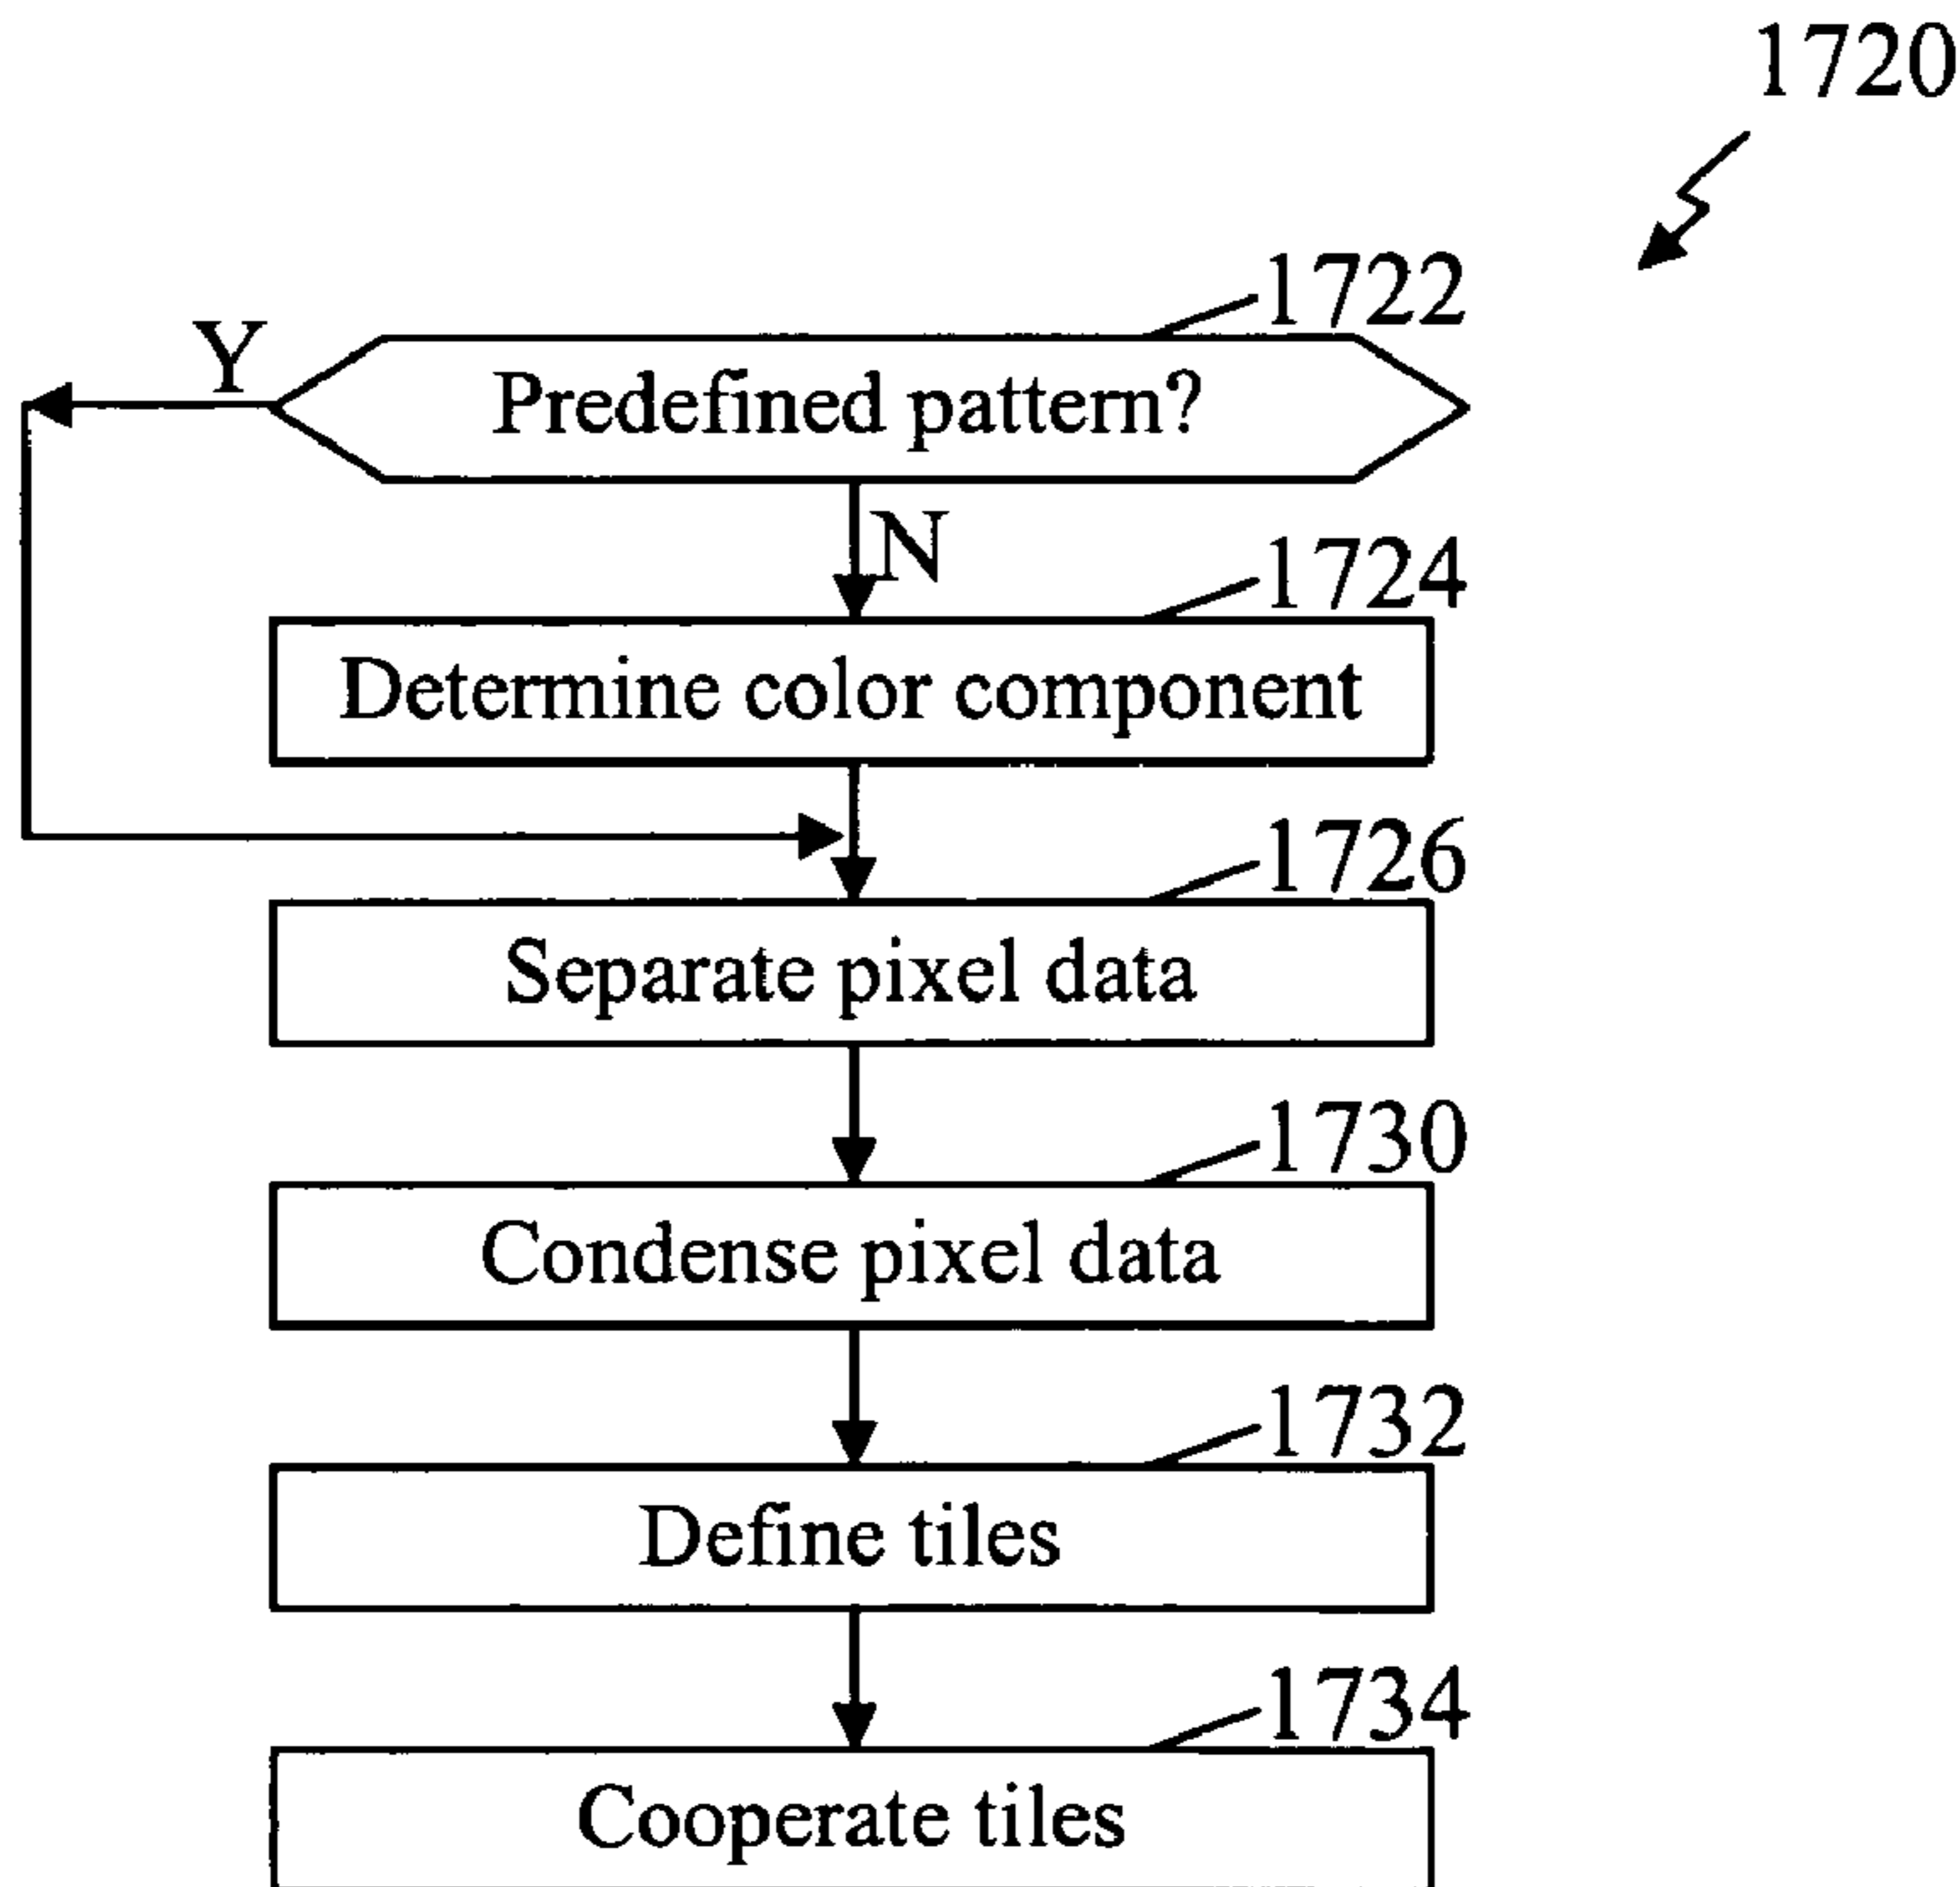 1720
1722
Y
Predefined pattern?
N
1724
Determine color component
1726
Separate pixel data
1730
Condense pixel data
1732
Define tiles
1734
Cooperate tiles